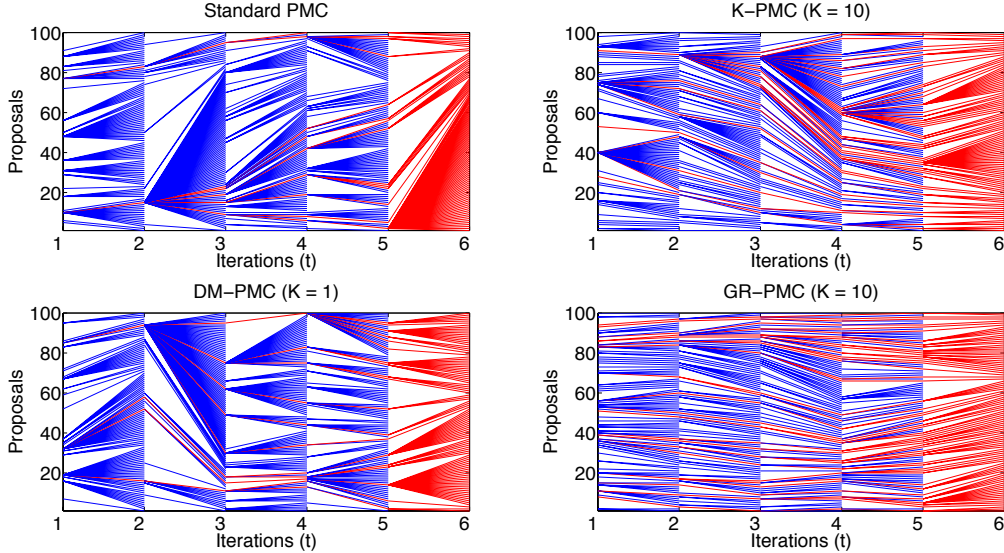 Standard PMC
100
80
60
40
20
Proposals
1 2 3 4 5 6
Iterations (t)
K−PMC (K = 10)
100
80
60
40
20
Proposals
1 2 3 4 5 6
Iterations (t)
DM−PMC (K = 1)
100
80
60
40
20
Proposals
1 2 3 4 5 6
Iterations (t)
GR−PMC (K = 10)
100
80
60
40
20
Proposals
1 2 3 4 5 6
Iterations (t)